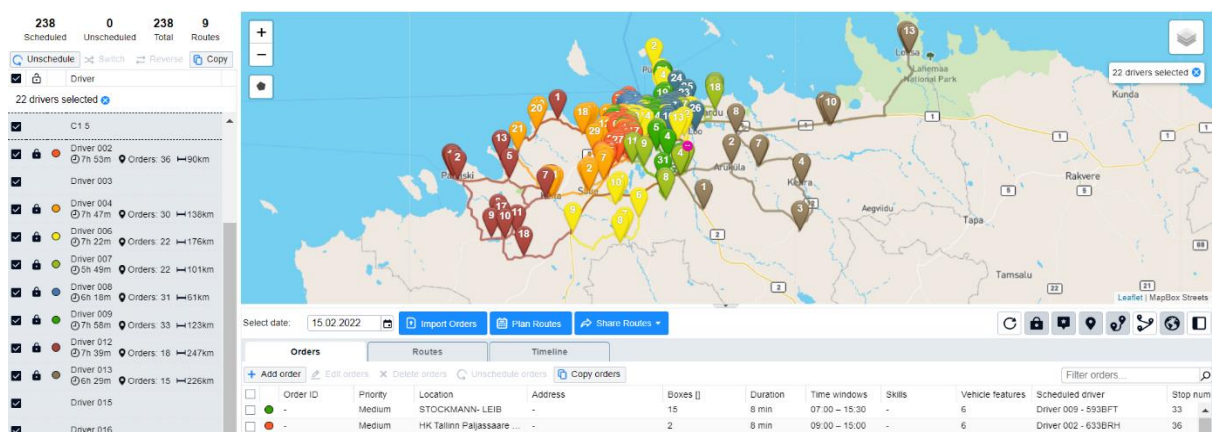 238 0 238 9
Scheduled Unscheduled Total Routes
Unschedule Switch Reverse Copy
Driver
22 drivers selected
C1 5
Driver 002
7h 53m Orders: 36 90km
Driver 003
Driver 004
7h 47m Orders: 30 138km
Driver 006
7h 22m Orders: 22 176km
Driver 007
5h 49m Orders: 22 101km
Driver 008
6h 18m Orders: 31 61km
Driver 009
7h 58m Orders: 33 123km
Driver 012
7h 39m Orders: 18 247km
Driver 013
6h 29m Orders: 15 226km
Driver 015
Driver 016
+
−
22 drivers selected
Loksa
Lahemaa
National Park
Kunda
Rakvere
Aegviidu
Tapa
Tamsalu
Aruküla
Kehra
Loo
Leaflet | MapBox Streets
Select date: 15.02.2022 Import Orders Plan Routes Share Routes
Orders Routes Timeline
+ Add order Edit orders Delete orders Unschedule orders Copy orders Filter orders...
Order ID Priority Location Address Boxes [] Duration Time windows Skills Vehicle features Scheduled driver Stop num
- Medium STOCKMANN- LEIB - 15 8 min 07:00 – 15:30 - 6 Driver 009 - 593BFT 33
- Medium HK Tallinn Paljassaare ... - 2 8 min 09:00 – 15:00 - 6 Driver 002 - 633BRH 36